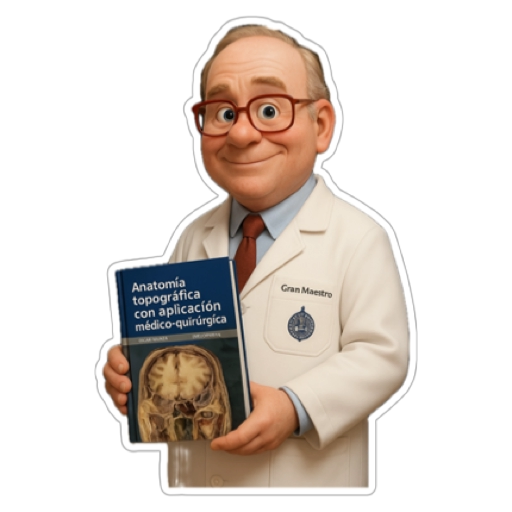 Anatomía
topográfica
con aplicación
médico-quirúrgica
Gran Maestro